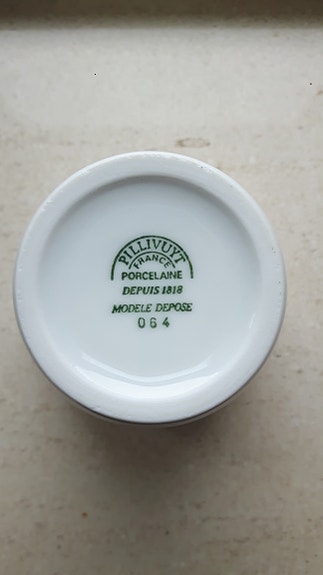 PILLIVUYT
FRANCE
PORCELAINE
DEPUIS 1818
MODELE DEPOSE
064